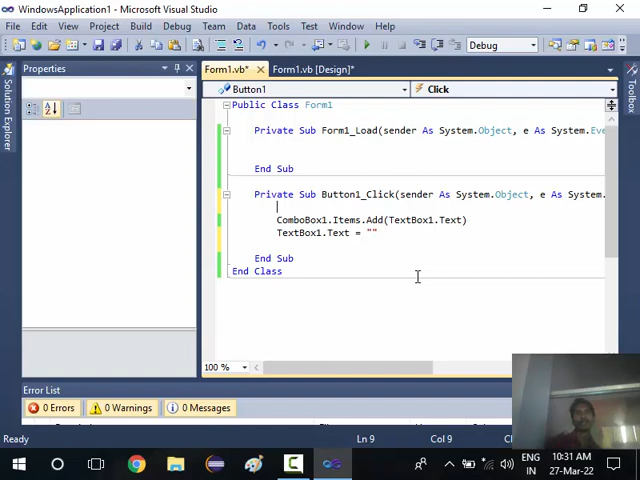 WindowsApplication1 - Microsoft Visual Studio
File Edit View Project Build Debug Team Data Tools Test Window Help
Debug
Solution Explorer
Properties
Form1.vb* Form1.vb [Design]*
Toolbox
Button1 Click
Public Class Form1
Private Sub Form1_Load(sender As System.Object, e As System.Eve
End Sub
Private Sub Button1_Click(sender As System.Object, e As System.
ComboBox1.Items.Add(TextBox1.Text)
TextBox1.Text = ""
End Sub
End Class
100 %
Error List
0 Errors 0 Warnings 0 Messages
Ready Ln 9 Col 9
ENG 10:31 AM
IN 27-Mar-22